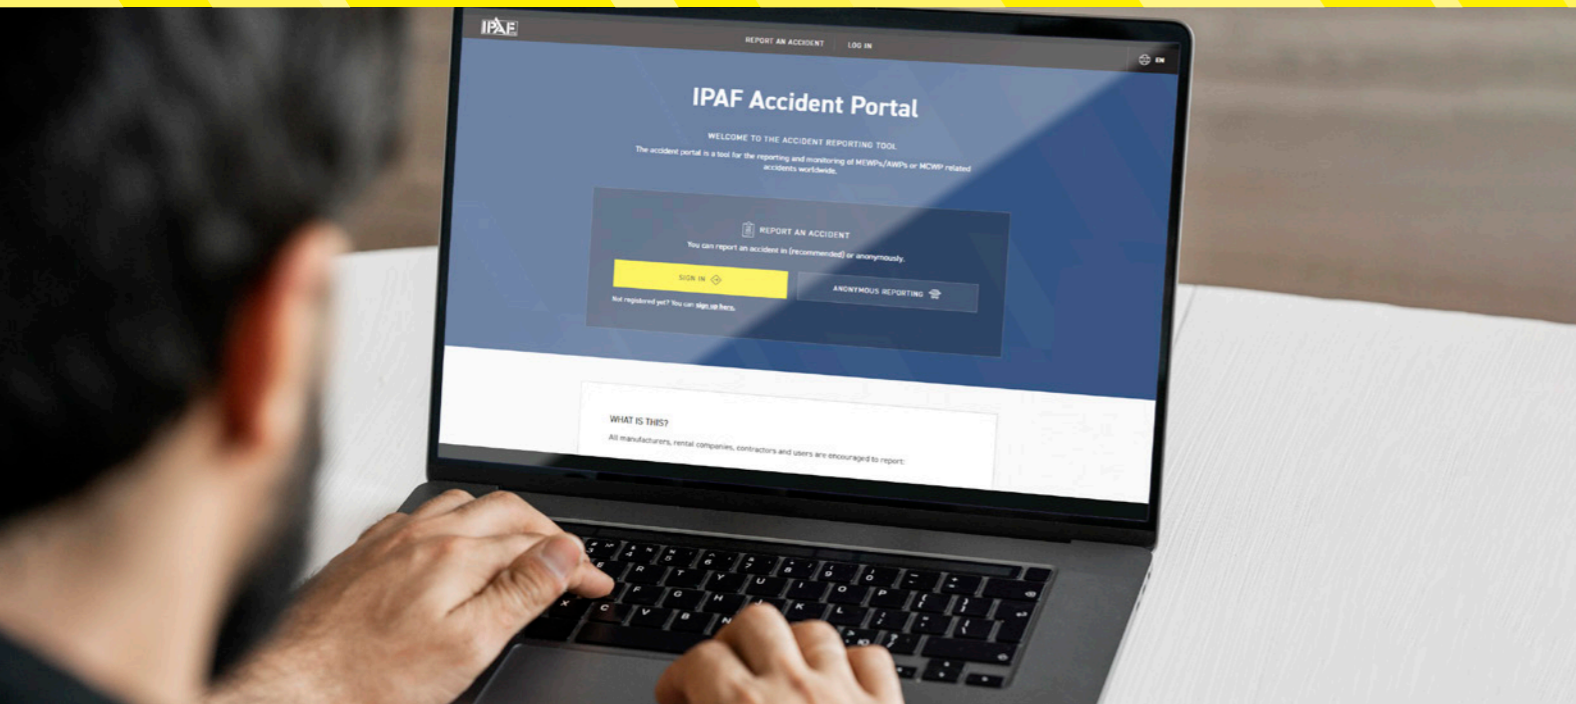 IPAF
REPORT AN ACCIDENT
LOG IN
EN
IPAF Accident Portal
WELCOME TO THE ACCIDENT REPORTING TOOL
The accident portal is a tool for the reporting and monitoring of MEWPs/AWPs or MCWP related
accidents worldwide.
REPORT AN ACCIDENT
You can report an accident in (recommended) or anonymously.
SIGN IN
ANONYMOUS REPORTING
Not registered yet? You can sign up here.
WHAT IS THIS?
All manufacturers, rental companies, contractors and users are encouraged to report: